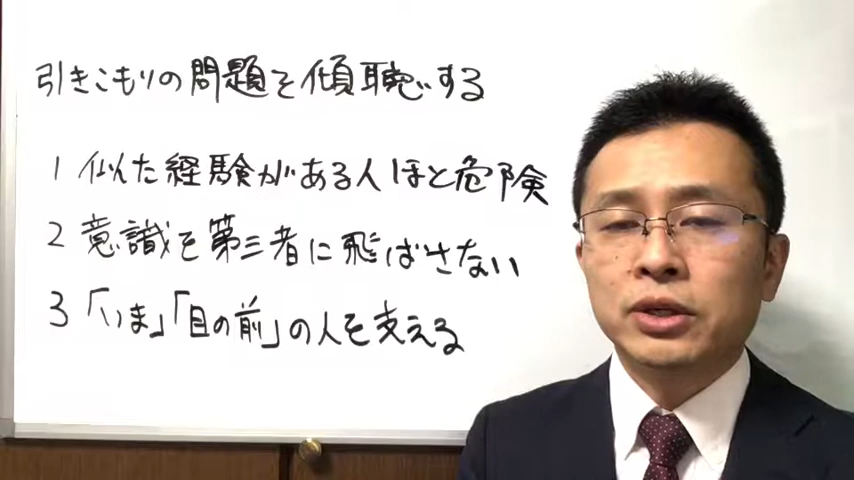 引きこもりの問題を傾聴する
1 似た経験がある人ほど危険
2 意識を第三者に飛ばさない
3 「いま」「目の前」の人を支える